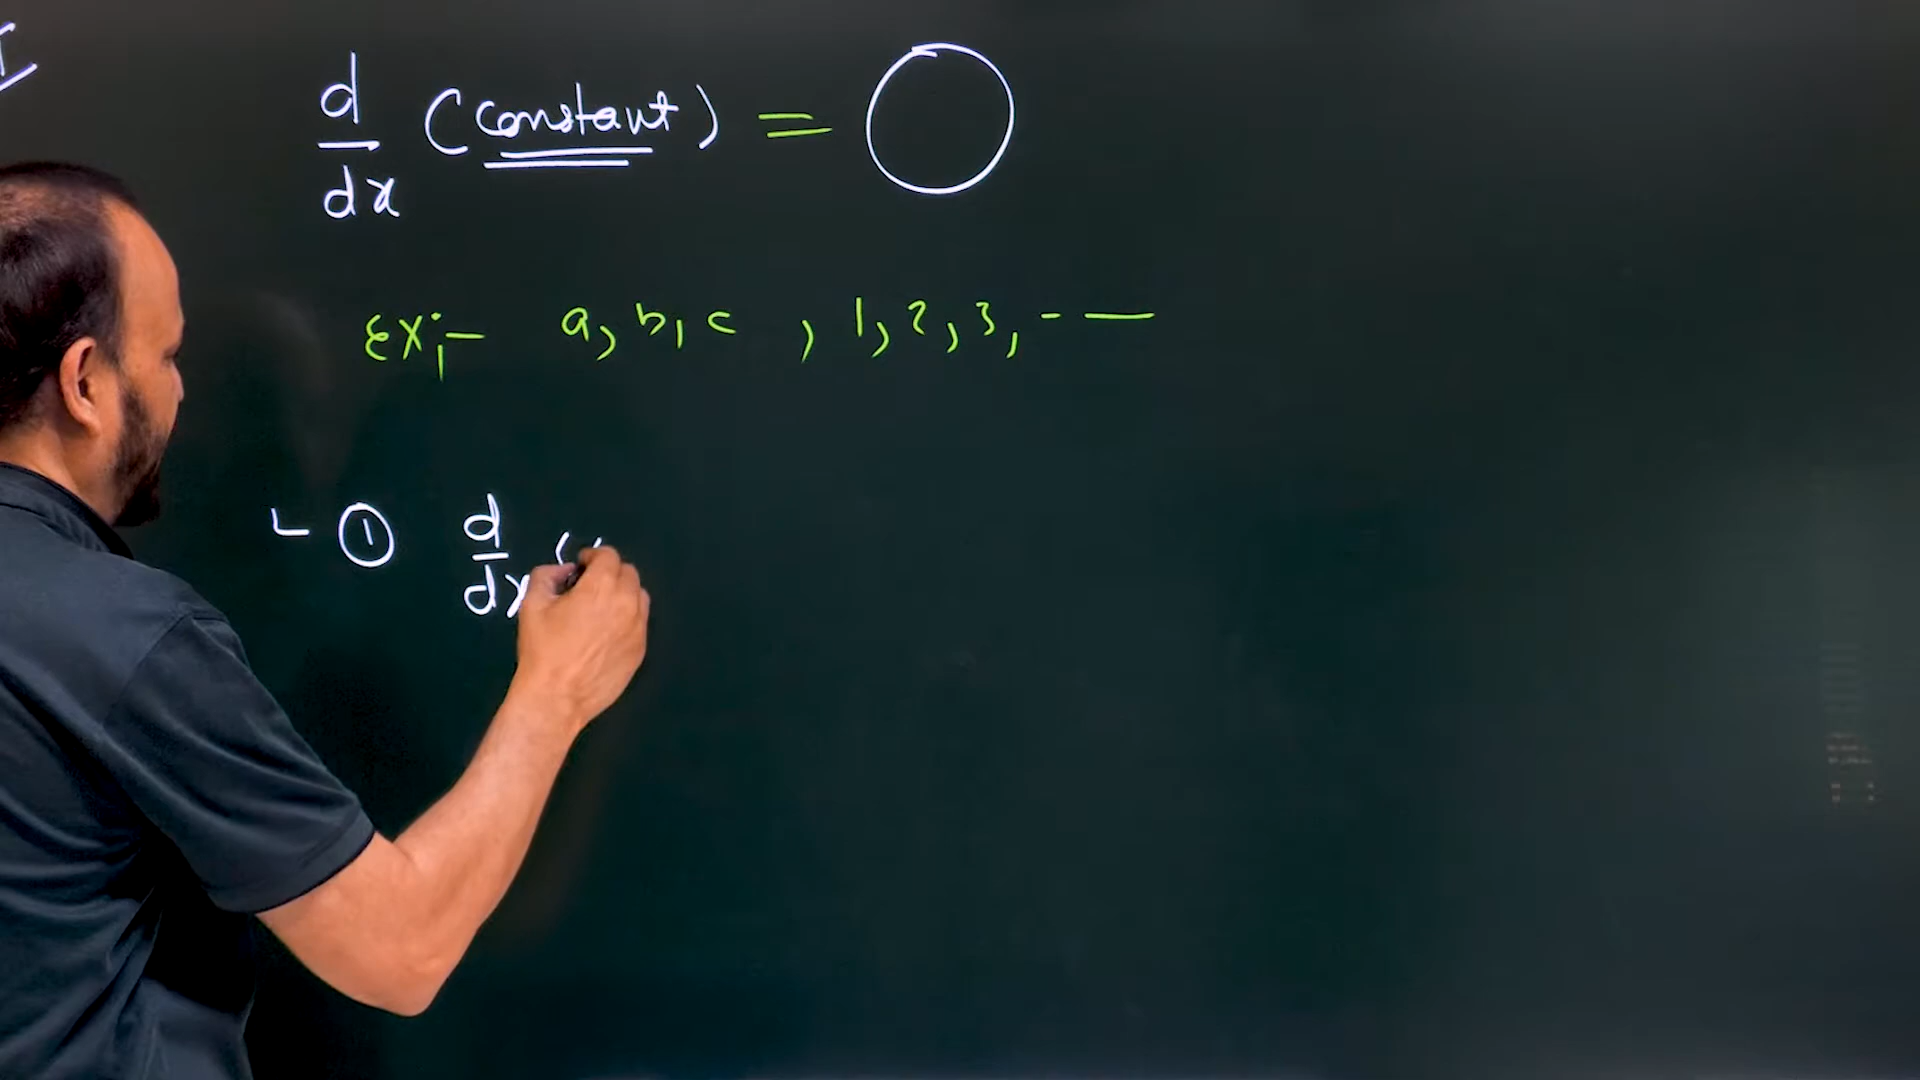 d/dx (constant) = 0
Ex:- a, b, c , 1, 2, 3, - —
① d/dx (